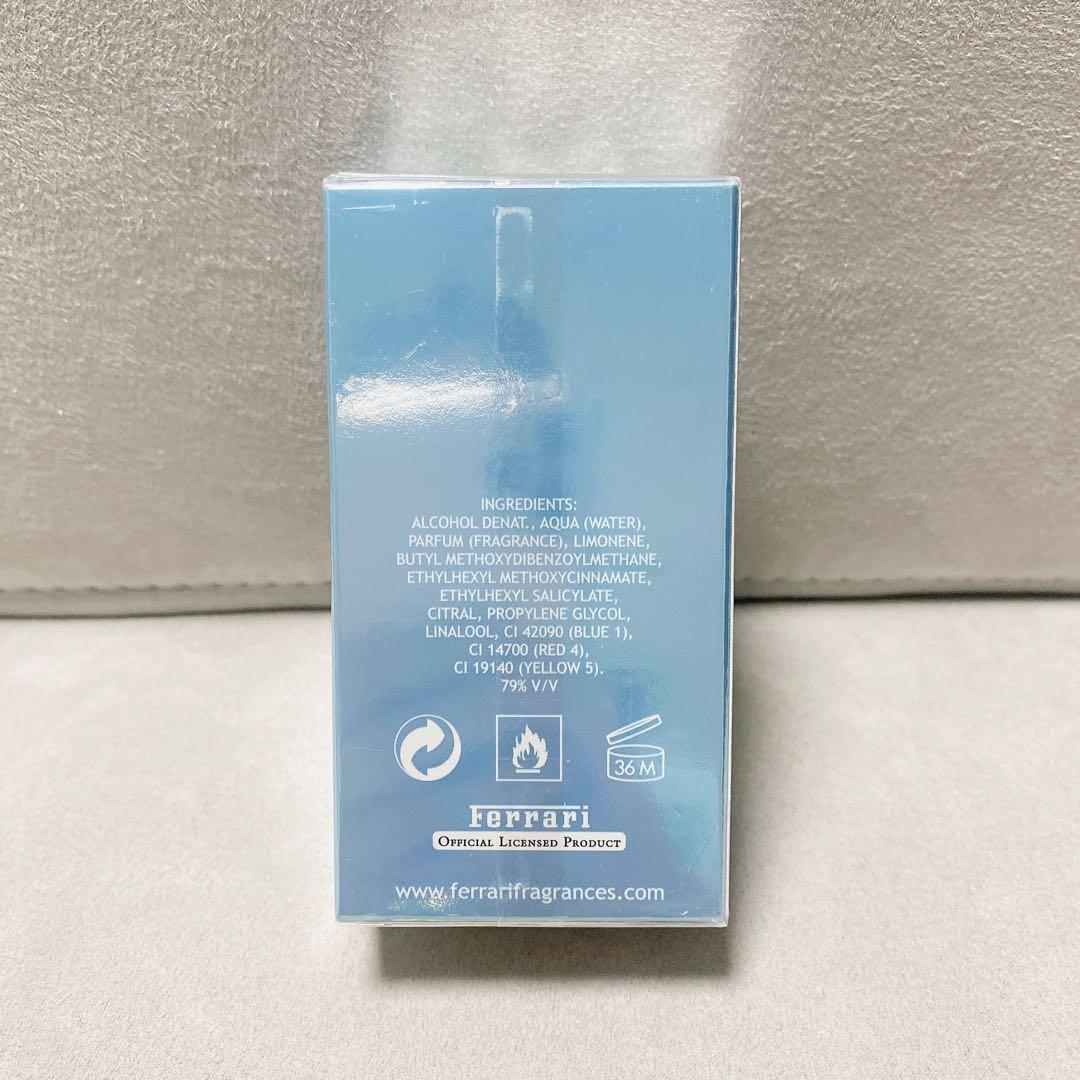 INGREDIENTS:
ALCOHOL DENAT., AQUA (WATER),
PARFUM (FRAGRANCE), LIMONENE,
BUTYL METHOXYDIBENZOYLMETHANE,
ETHYLHEXYL METHOXYCINNAMATE,
ETHYLHEXYL SALICYLATE,
CITRAL, PROPYLENE GLYCOL,
LINALOOL, CI 42090 (BLUE 1),
CI 14700 (RED 4),
CI 19140 (YELLOW 5).
79% V/V
36 M
Ferrari
OFFICIAL LICENSED PRODUCT
www.ferrarifragrances.com